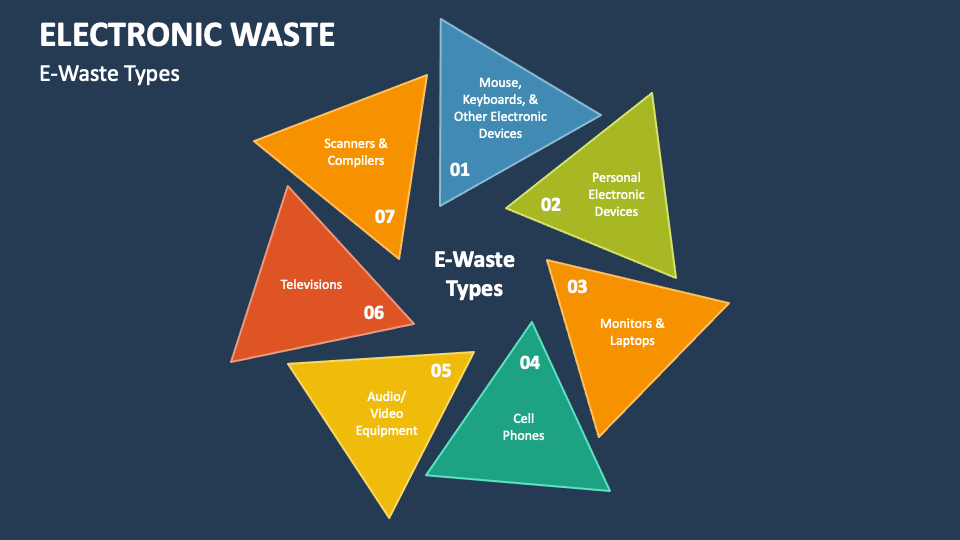 ELECTRONIC WASTE
E-Waste Types
Mouse,
Keyboards, &
Other Electronic
Devices
01
Personal
Electronic
Devices
02
03
Monitors &
Laptops
04
Cell
Phones
05
Audio/
Video
Equipment
Televisions
06
Scanners &
Compilers
07
E-Waste
Types